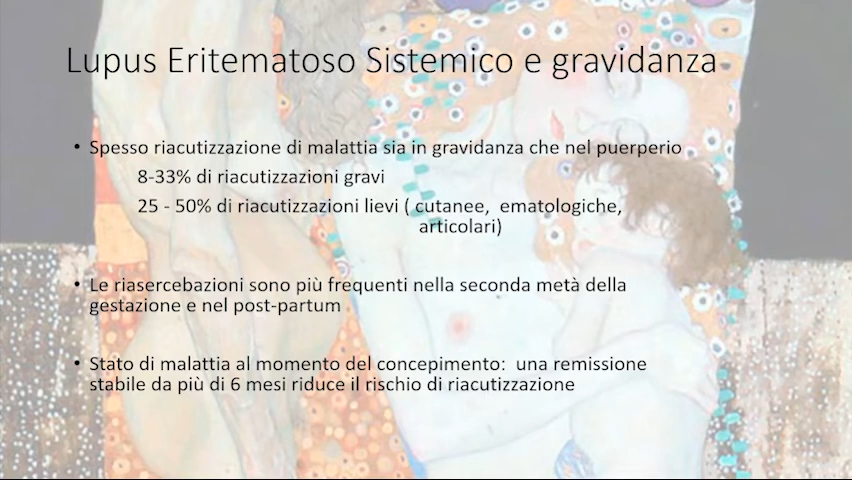 Lupus Eritematoso Sistemico e gravidanza
• Spesso riacutizzazione di malattia sia in gravidanza che nel puerperio
8-33% di riacutizzazioni gravi
25 - 50% di riacutizzazioni lievi ( cutanee, ematologiche,
articolari)
• Le riasercebazioni sono più frequenti nella seconda metà della
gestazione e nel post-partum
• Stato di malattia al momento del concepimento: una remissione
stabile da più di 6 mesi riduce il rischio di riacutizzazione